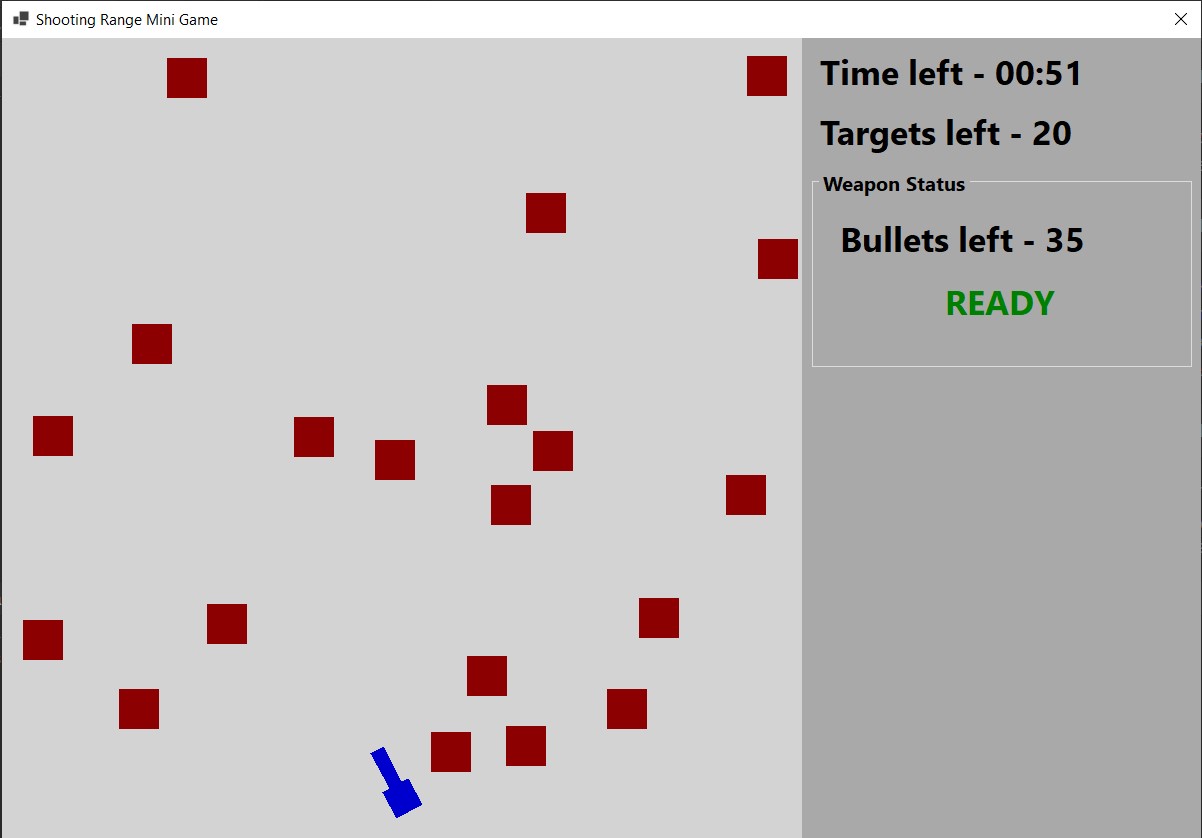 Shooting Range Mini Game
Time left - 00:51
Targets left - 20
Weapon Status
Bullets left - 35
READY